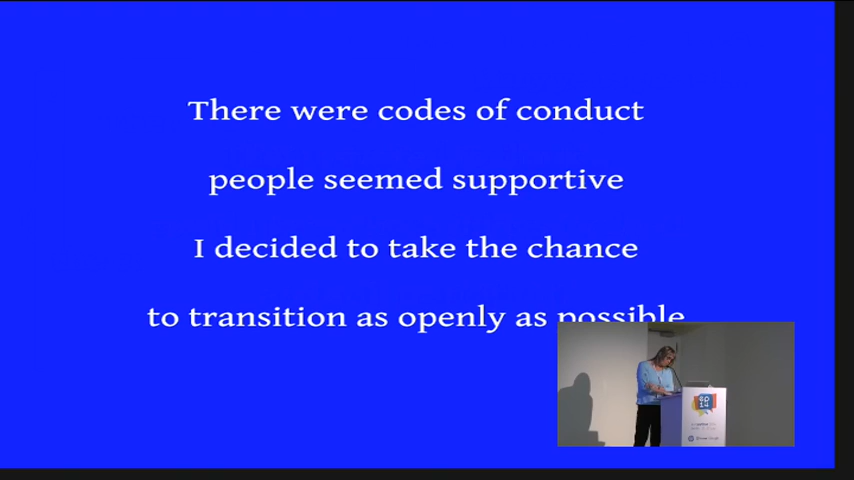 There were codes of conduct
people seemed supportive
I decided to take the chance
to transition as openly as possible